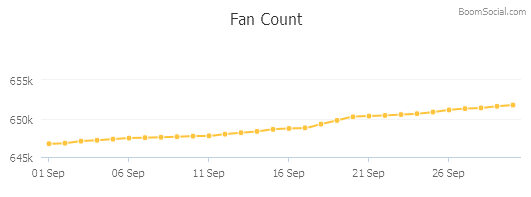 BoomSocial.com
Fan Count
655k
650k
645k
01 Sep 06 Sep 11 Sep 16 Sep 21 Sep 26 Sep